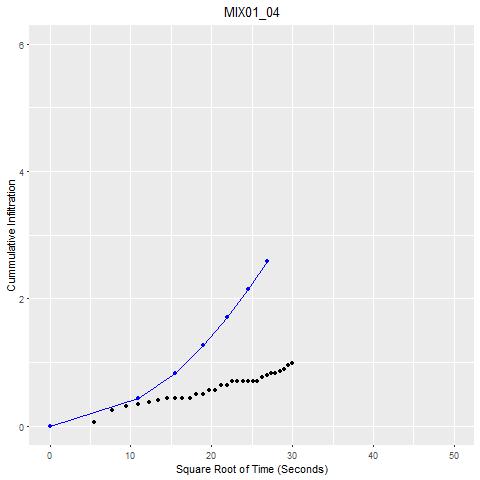 MIX01_04
6
4
2
0
Cummulative Infiltration
0 10 20 30 40 50
Square Root of Time (Seconds)